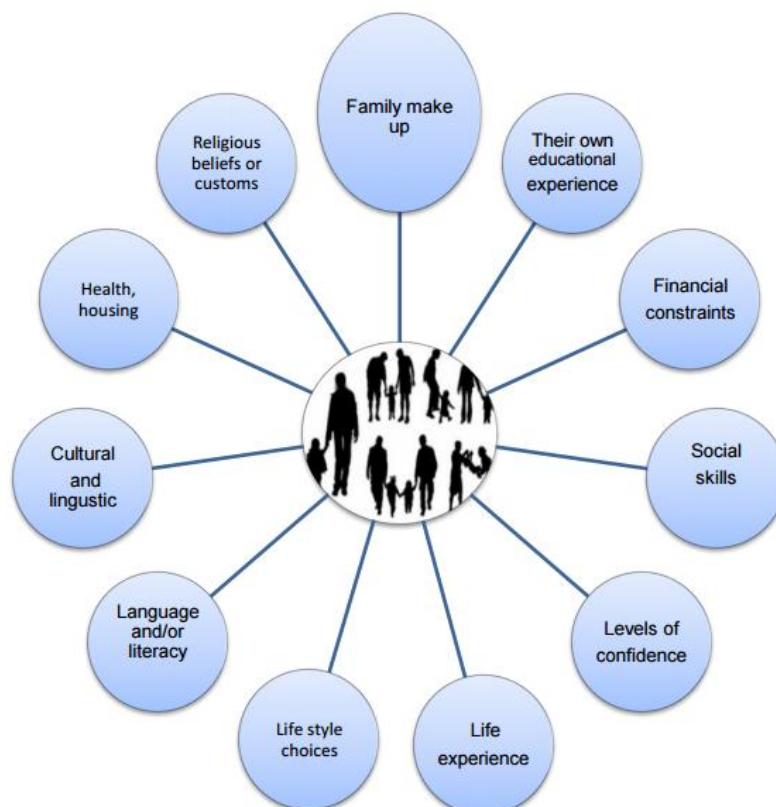 Family make
up
Their own
educational
experience
Financial
constraints
Social
skills
Levels of
confidence
Life
experience
Life style
choices
Language
and/or
literacy
Cultural
and
lingustic
Health,
housing
Religious
beliefs or
customs